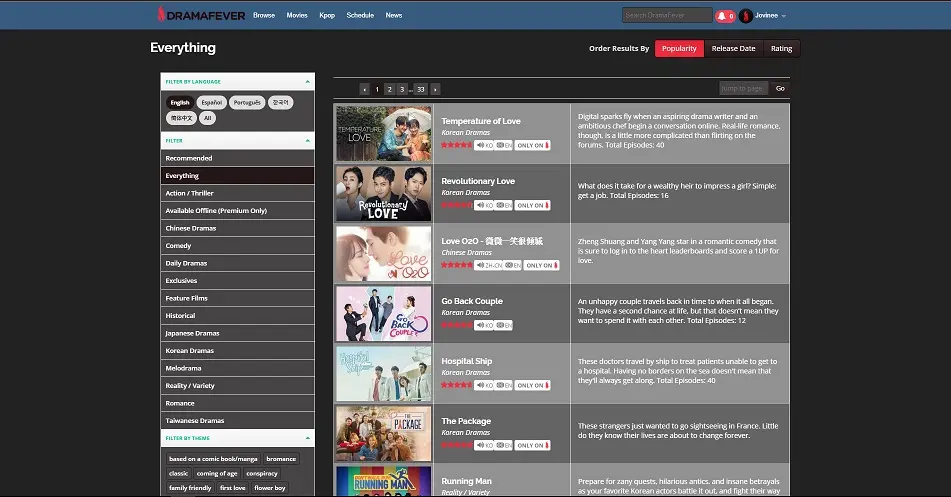 DRAMAFEVER
Browse Movies Kpop Schedule News
Search DramaFever
0
Jovinee
Everything
Order Results By Popularity Release Date Rating
FILTER BY LANGUAGE
English Español Português 한국어
简体中文 All
FILTER
Recommended
Everything
Action / Thriller
Available Offline (Premium Only)
Chinese Dramas
Comedy
Daily Dramas
Exclusives
Feature Films
Historical
Japanese Dramas
Korean Dramas
Melodrama
Reality / Variety
Romance
Taiwanese Dramas
FILTER BY THEME
based on a comic book/manga bromance
classic coming of age conspiracy
family friendly first love flower boy
1 2 3 ... 33
Jump to page
Go
TEMPERATURE
LOVE
Temperature of Love
Korean Dramas
KO EN ONLY ON
Digital sparks fly when an aspiring drama writer and an
ambitious chef begin a conversation online. Real-life romance,
though, is a little more complicated than flirting on the
forums. Total Episodes: 40
Revolutionary
LOVE
Revolutionary Love
Korean Dramas
KO EN ONLY ON
What does it take for a wealthy heir to impress a girl? Simple:
get a job. Total Episodes: 16
Love
O2O
Love O2O - 微微一笑很倾城
Chinese Dramas
ZH-CN EN ONLY ON
Zheng Shuang and Yang Yang star in a romantic comedy that
is sure to log in to the heart leaderboards and score a 1UP for
love.
GO
BACK
COUPLE
Go Back Couple
Korean Dramas
KO EN
An unhappy couple travels back in time to when it all began.
They have a second chance at life, but that doesn't mean they
want to spend it with each other. Total Episodes: 12
Hospital
Ship
Hospital Ship
Korean Dramas
KO EN ONLY ON
These doctors travel by ship to treat patients unable to get to
a hospital. Having no borders on the sea doesn't mean that
they'll always get along. Total Episodes: 40
THE
PACKAGE
The Package
Korean Dramas
KO EN ONLY ON
These strangers just wanted to go sightseeing in France. Little
do they know their lives are about to change forever.
RUNNING MAN
Running Man
Reality / Variety
Prepare for zany quests, hilarious antics, and insane betrayals
as your favorite Korean actors battle it out, and fight their way